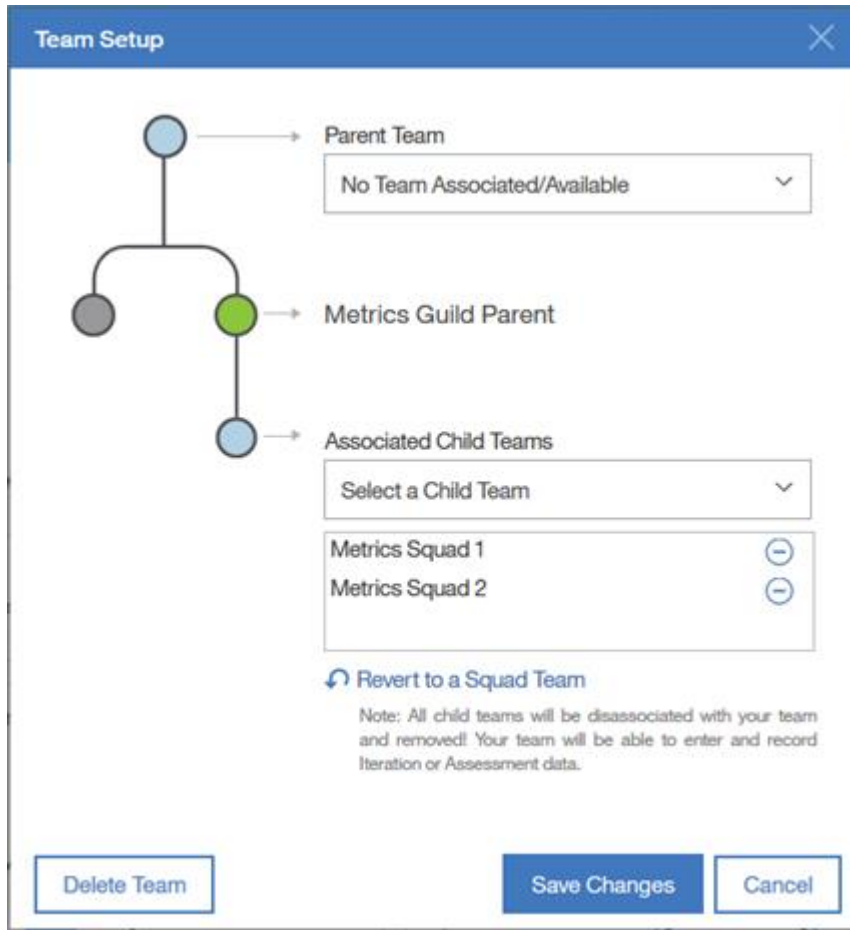 Team Setup
Parent Team
No Team Associated/Available
Metrics Guild Parent
Associated Child Teams
Select a Child Team
Metrics Squad 1
Metrics Squad 2
Revert to a Squad Team
Note: All child teams will be disassociated with your team
and removed! Your team will be able to enter and record
Iteration or Assessment data.
Delete Team
Save Changes
Cancel